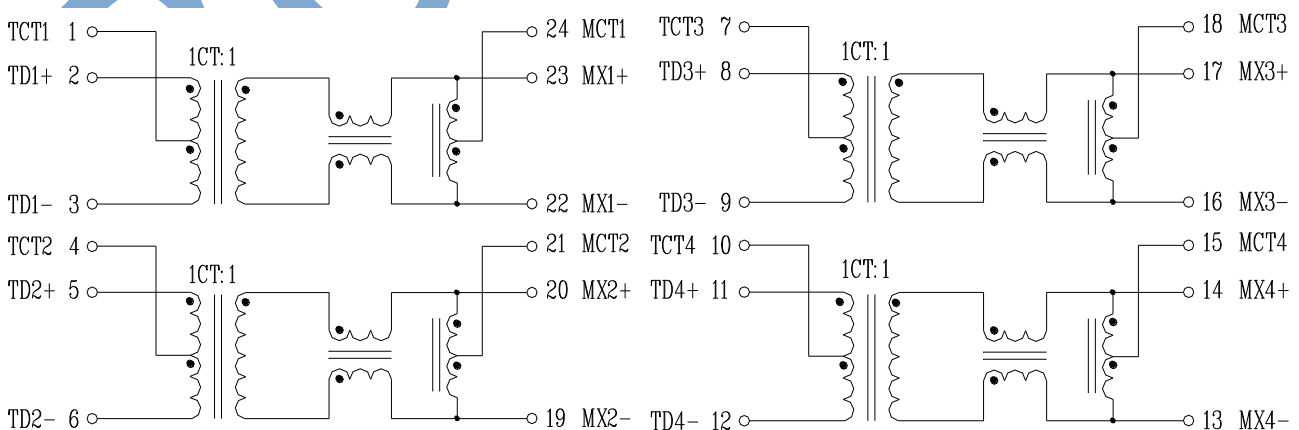 TCT1 1
1CT:1
24 MCT1
TD1+ 2
23 MX1+
TD1- 3
22 MX1-
TCT2 4
1CT:1
21 MCT2
TD2+ 5
20 MX2+
TD2- 6
19 MX2-
TCT3 7
1CT:1
18 MCT3
TD3+ 8
17 MX3+
TD3- 9
16 MX3-
TCT4 10
1CT:1
15 MCT4
TD4+ 11
14 MX4+
TD4- 12
13 MX4-